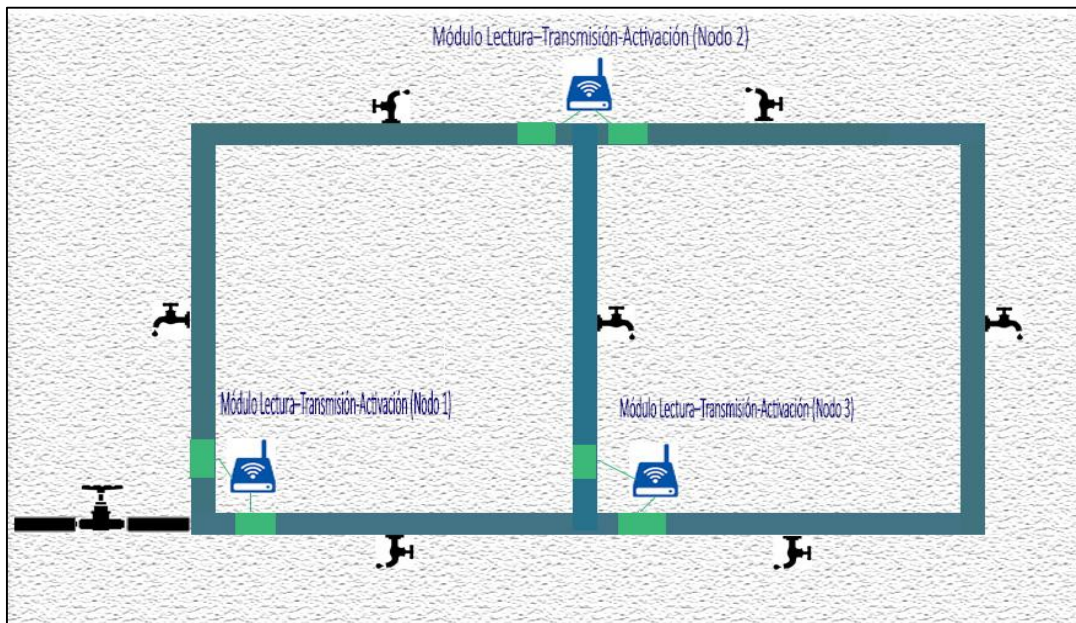 Módulo Lectura–Transmisión-Activación (Nodo 2)
Módulo Lectura–Transmisión-Activación (Nodo 1)
Módulo Lectura–Transmisión-Activación (Nodo 3)